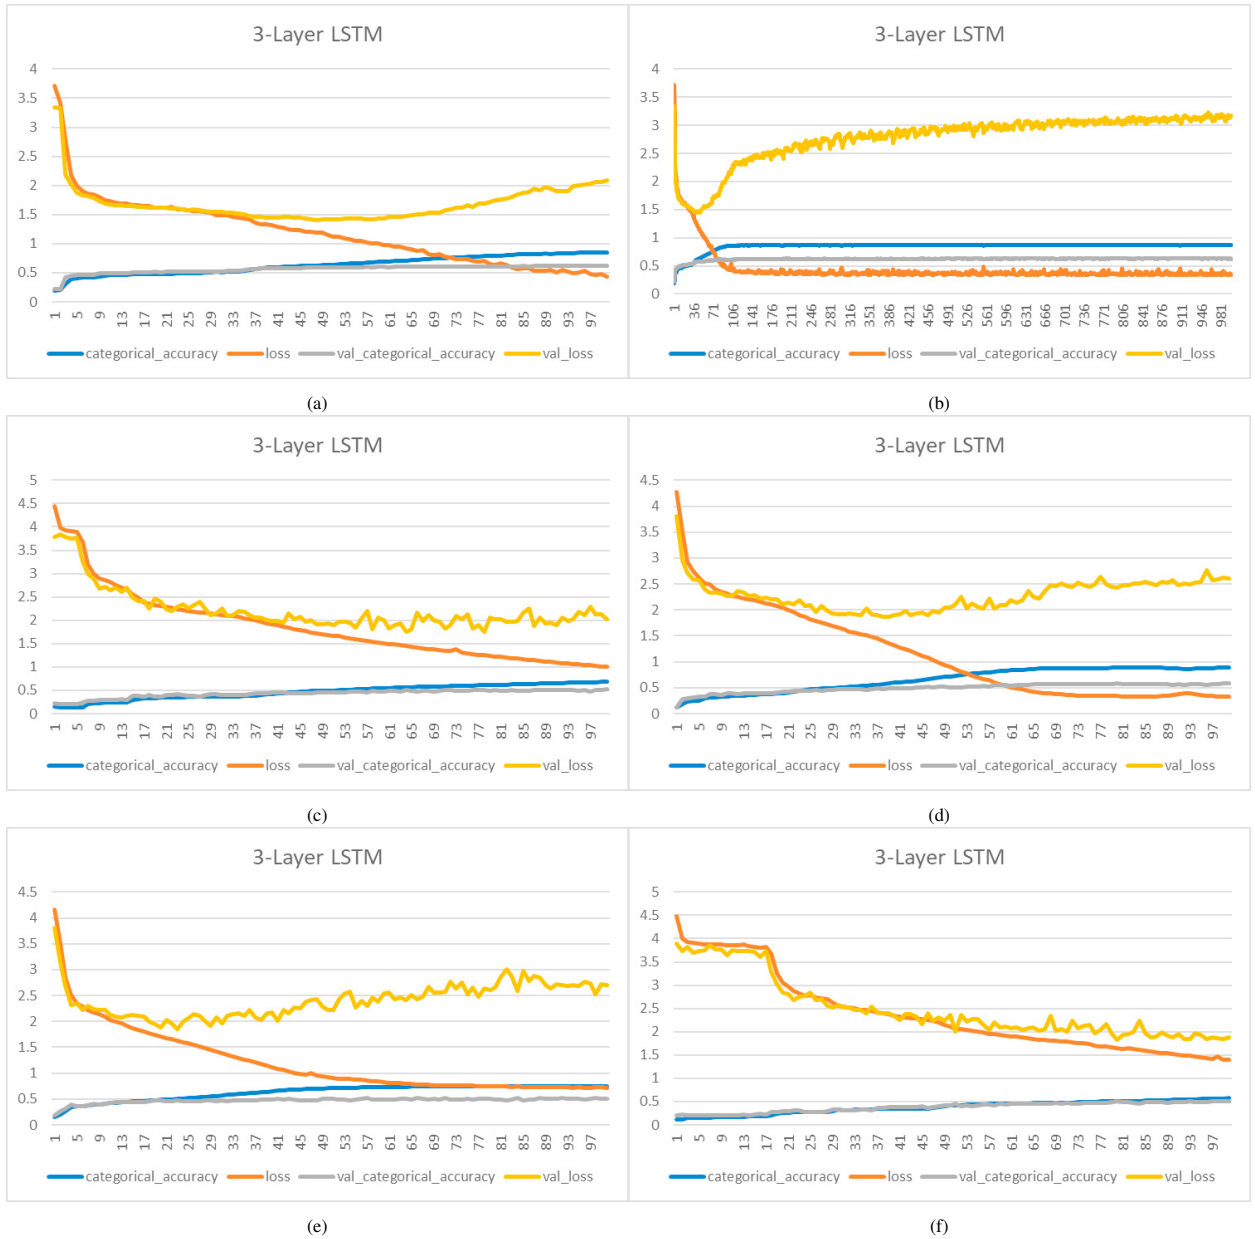 3-Layer LSTM
4
3.5
3
2.5
2
1.5
1
0.5
0
1 5 9 13 17 21 25 29 33 37 41 45 49 53 57 61 65 69 73 77 81 85 89 93 97
categorical_accuracy loss val_categorical_accuracy val_loss
(a)
3-Layer LSTM
4
3.5
3
2.5
2
1.5
1
0.5
0
1 36 71 106 141 176 211 246 281 316 351 386 421 456 491 526 561 596 631 666 701 736 771 806 841 876 911 946 981
categorical_accuracy loss val_categorical_accuracy val_loss
(b)
3-Layer LSTM
5
4.5
4
3.5
3
2.5
2
1.5
1
0.5
0
1 5 9 13 17 21 25 29 33 37 41 45 49 53 57 61 65 69 73 77 81 85 89 93 97
categorical_accuracy loss val_categorical_accuracy val_loss
(c)
3-Layer LSTM
4.5
4
3.5
3
2.5
2
1.5
1
0.5
0
1 5 9 13 17 21 25 29 33 37 41 45 49 53 57 61 65 69 73 77 81 85 89 93 97
categorical_accuracy loss val_categorical_accuracy val_loss
(d)
3-Layer LSTM
4.5
4
3.5
3
2.5
2
1.5
1
0.5
0
1 5 9 13 17 21 25 29 33 37 41 45 49 53 57 61 65 69 73 77 81 85 89 93 97
categorical_accuracy loss val_categorical_accuracy val_loss
(e)
3-Layer LSTM
5
4.5
4
3.5
3
2.5
2
1.5
1
0.5
0
1 5 9 13 17 21 25 29 33 37 41 45 49 53 57 61 65 69 73 77 81 85 89 93 97
categorical_accuracy loss val_categorical_accuracy val_loss
(f)